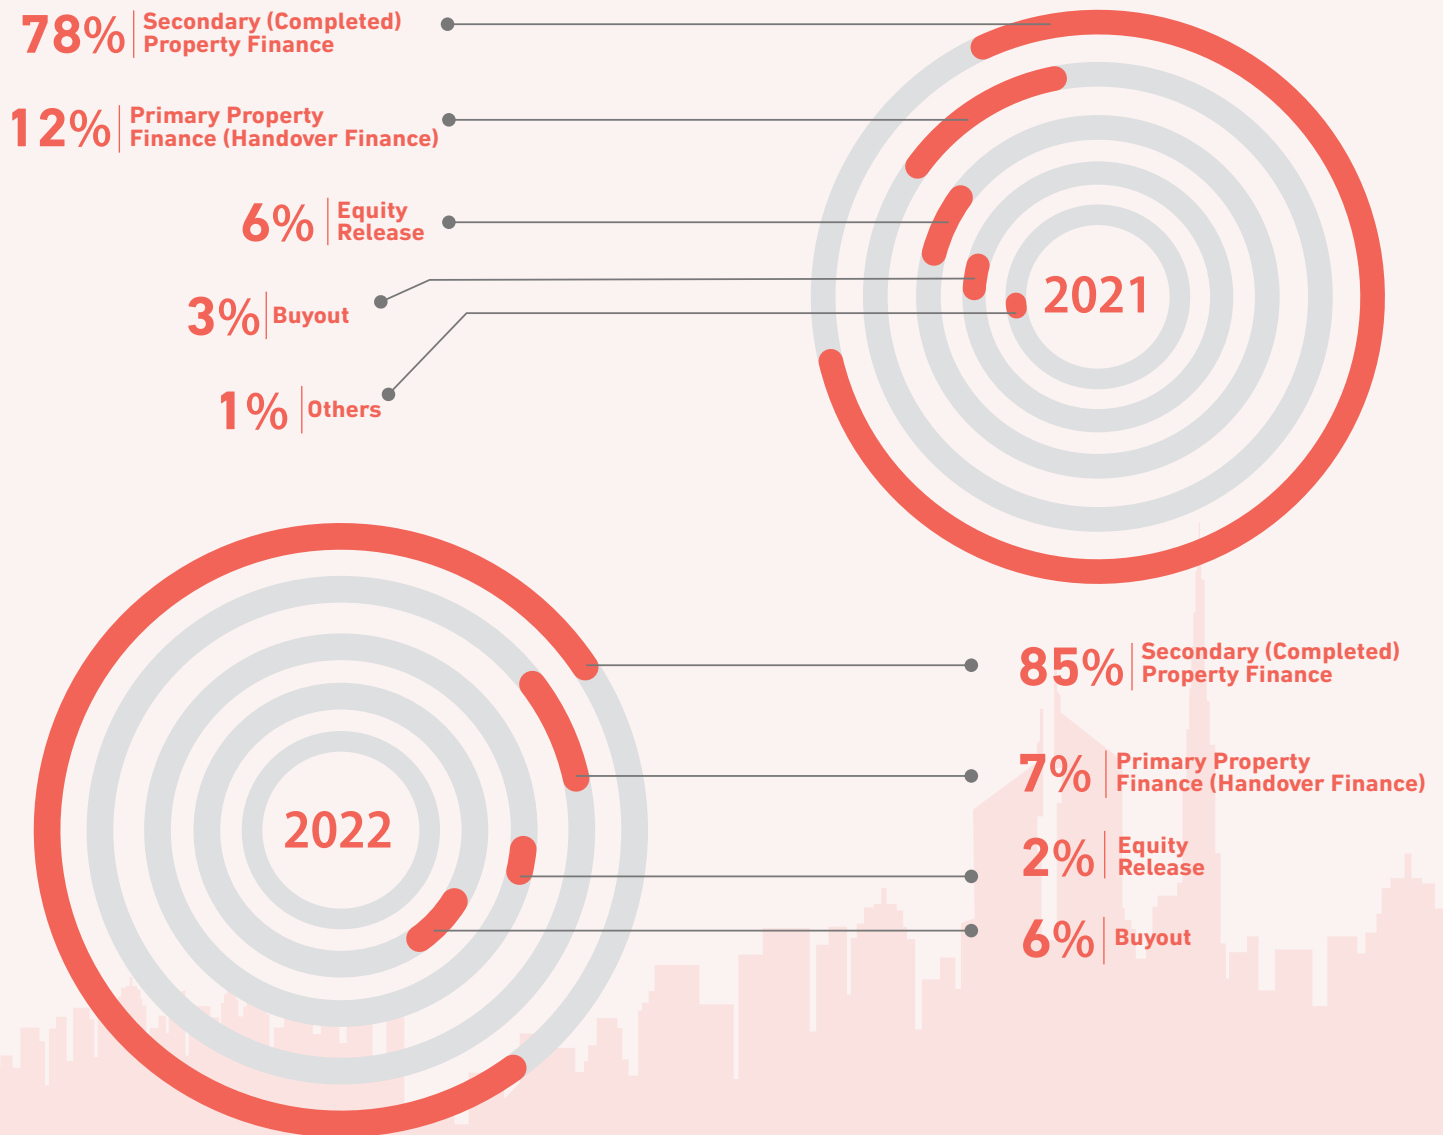 78%
Secondary (Completed)
Property Finance
12%
Primary Property
Finance (Handover Finance)
6%
Equity
Release
3%
Buyout
1%
Others
2021
2022
85%
Secondary (Completed)
Property Finance
7%
Primary Property
Finance (Handover Finance)
2%
Equity
Release
6%
Buyout